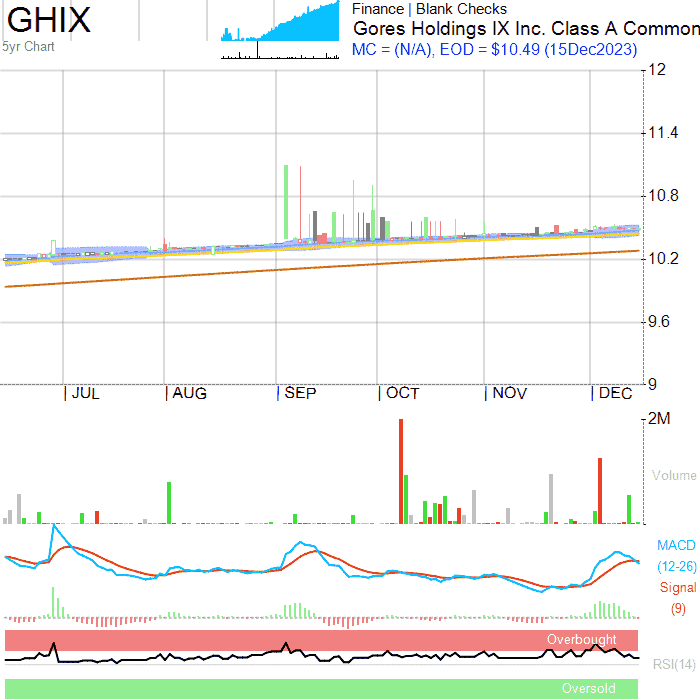 GHIX
5yr Chart
Finance | Blank Checks
Gores Holdings IX Inc. Class A Common
MC = (N/A), EOD = $10.49 (15Dec2023)
12
11.4
10.8
10.2
9.6
9
JUL AUG SEP OCT NOV DEC
2M
Volume
MACD
(12-26)
Signal
(9)
Overbought
RSI(14)
Oversold